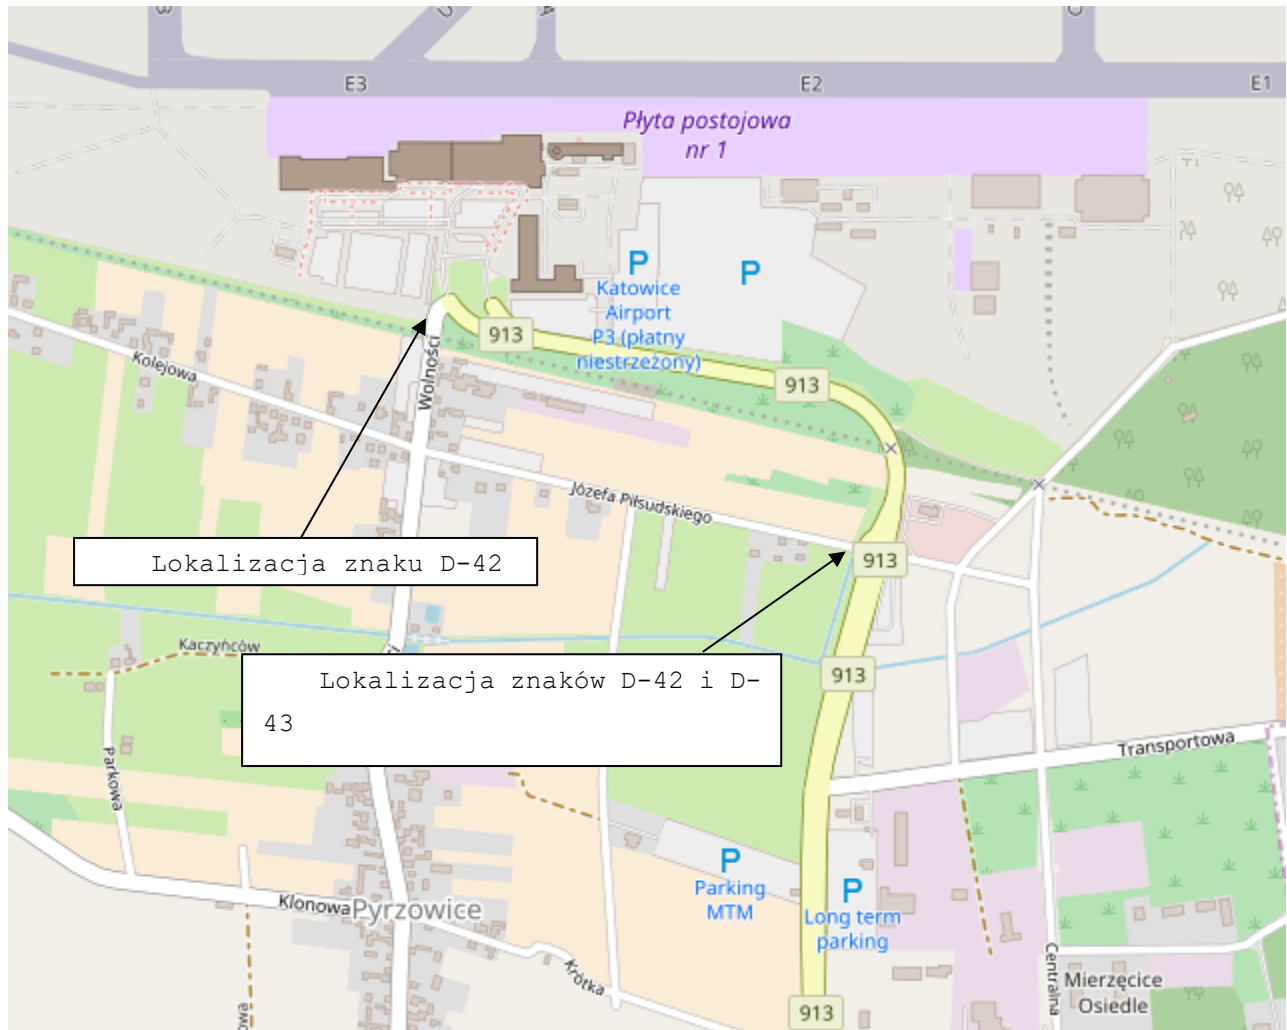 B
D
A
D
E3
E2
E1
Płyta postojowa
nr 1
P
P
Katowice
Airport
P3 (płatny
niestrzeżony)
913
913
Kolejowa
Wolności
Józefa Piłsudskiego
Lokalizacja znaku D-42
913
Kaczyńców
Lokalizacja znaków D-42 i D-
43
913
Parkowa
Transportowa
P
Parking
MTM
P
Long term
parking
Klonowa
Pyrzowice
Krótka
Centralna
Mierzęcice
Osiedle
owa
913